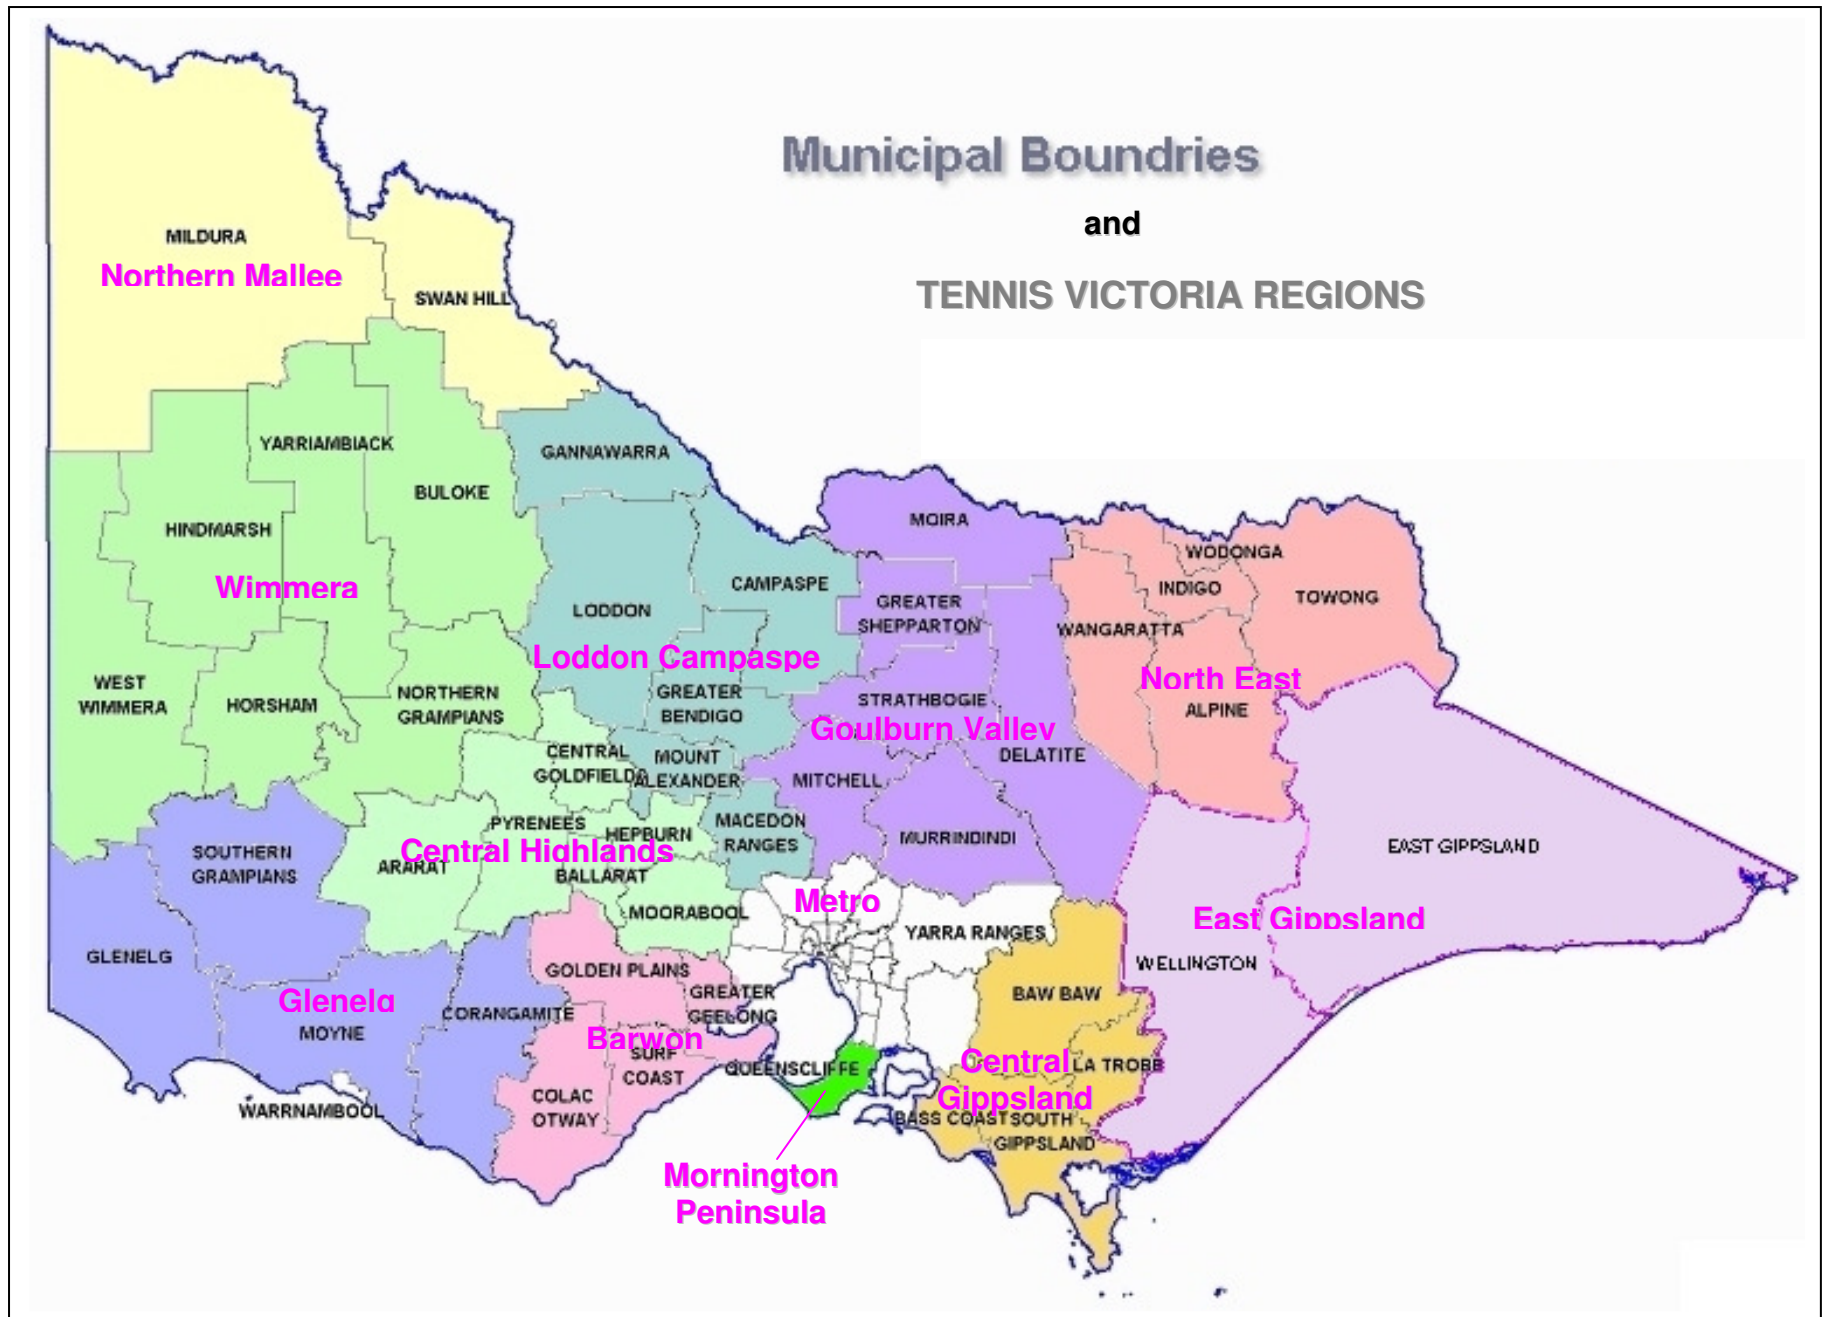 Municipal Boundries
and
TENNIS VICTORIA REGIONS
MILDURA
Northern Mallee
SWAN HILL
YARRIAMBIACK
GANNAWARRA
BULOKE
HINDMARSH
MOIRA
WODONGA
INDIGO
TOWONG
Wimmera
CAMPASPE
LODDON
GREATER
SHEPPARTON
WANGARATTA
Loddon Campaspe
North East
WEST
WIMMERA
HORSHAM
NORTHERN
GRAMPIANS
GREATER
BENDIGO
STRATHBOGIE
Goulburn Valley
ALPINE
CENTRAL
GOLDFIELDS
MOUNT
ALEXANDER
MITCHELL
DELATITE
PYRENEES
HEPBURN
MACEDON
RANGES
MURRINDINDI
EAST GIPPSLAND
SOUTHERN
GRAMPIANS
ARARAT
Central Highlands
BALLARAT
MOORABOOL
Metro
YARRA RANGES
East Gippsland
GLENELG
GOLDEN PLAINS
WELLINGTON
Glenelg
MOYNE
CORANGAMITE
GREATER
GEELONG
BAW BAW
Barwon
SURF
COAST
QUEENSCLIFFE
Central
Gippsland
LA TROBE
WARRNAMBOOL
COLAC
OTWAY
BASS COAST
SOUTH
GIPPSLAND
Mornington
Peninsula